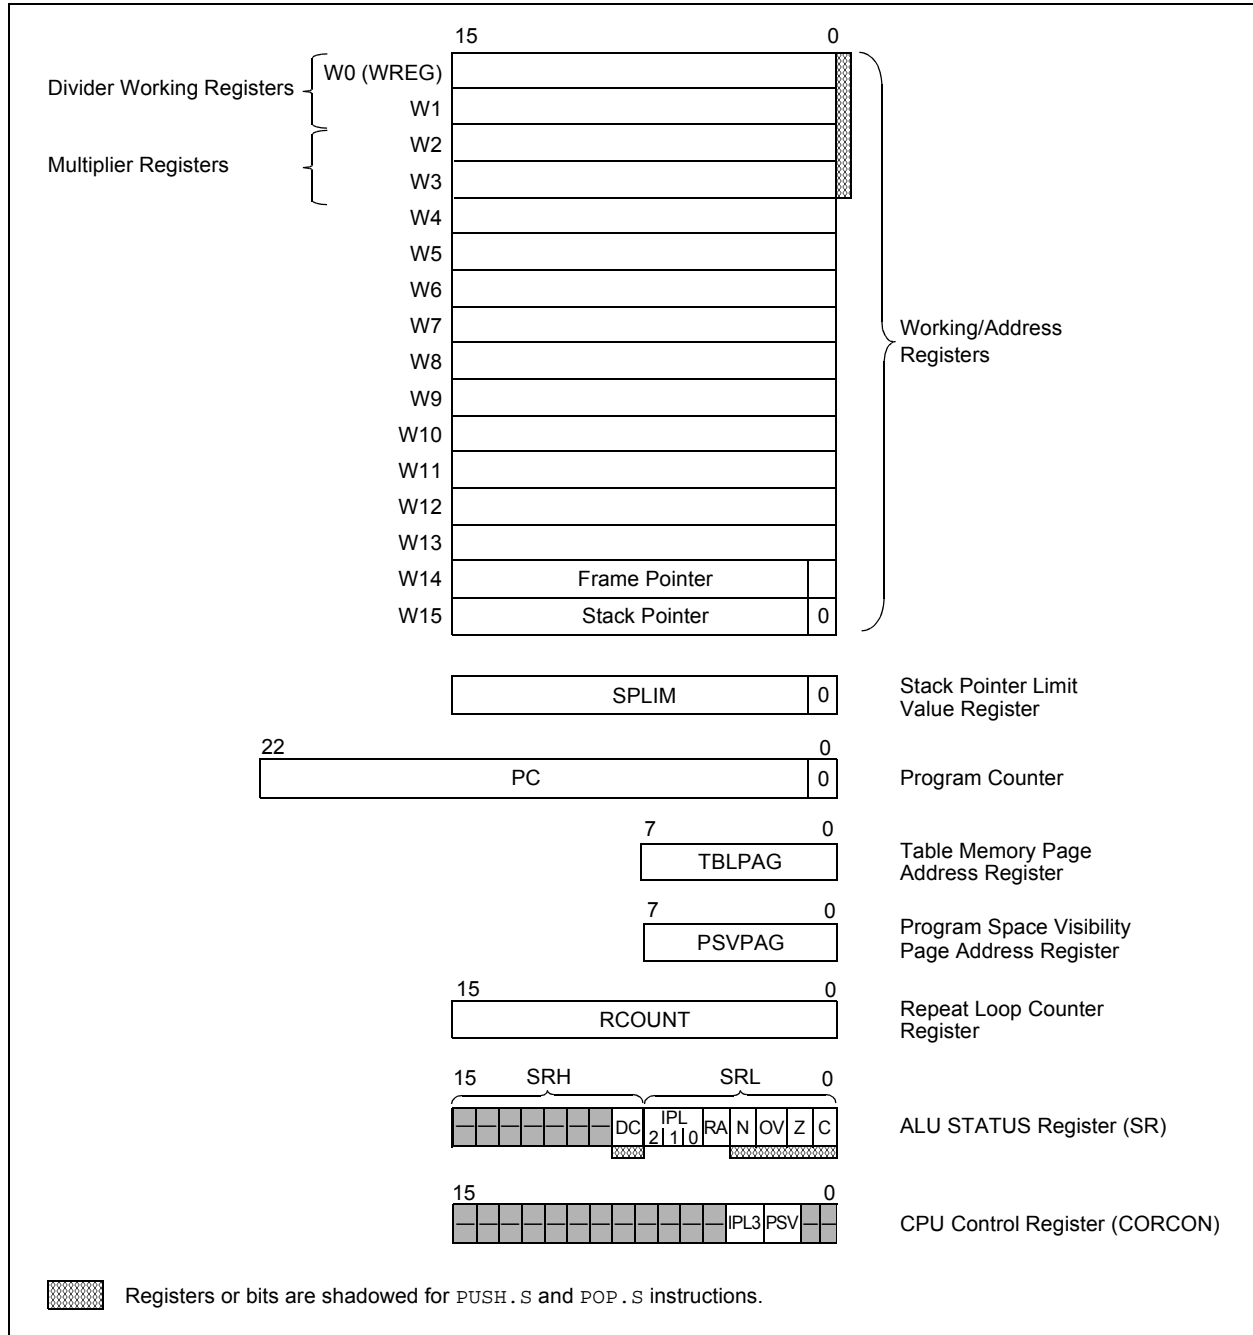 15 0
Divider Working Registers
W0 (WREG)
W1
Multiplier Registers
W2
W3
W4
W5
W6
W7
W8
W9
W10
W11
W12
W13
W14 Frame Pointer
W15 Stack Pointer 0
Working/Address
Registers
SPLIM 0
Stack Pointer Limit
Value Register
22 0
PC 0
Program Counter
7 0
TBLPAG
Table Memory Page
Address Register
7 0
PSVPAG
Program Space Visibility
Page Address Register
15 0
RCOUNT
Repeat Loop Counter
Register
15 SRH SRL 0
— — — — — — — DC IPL 2 1 0 RA N OV Z C
ALU STATUS Register (SR)
15 0
— — — — — — — — — — — — IPL3 PSV — —
CPU Control Register (CORCON)
Registers or bits are shadowed for PUSH.S and POP.S instructions.